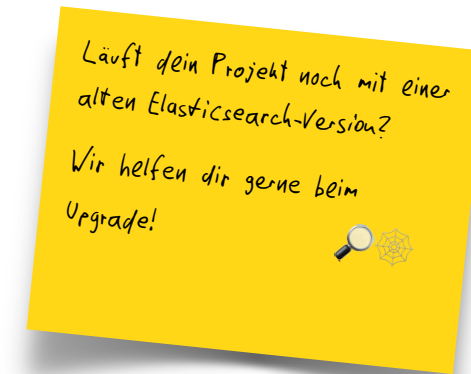 Läuft dein Projekt noch mit einer
alten Elasticsearch-Version?
Wir helfen dir gerne beim
Upgrade!